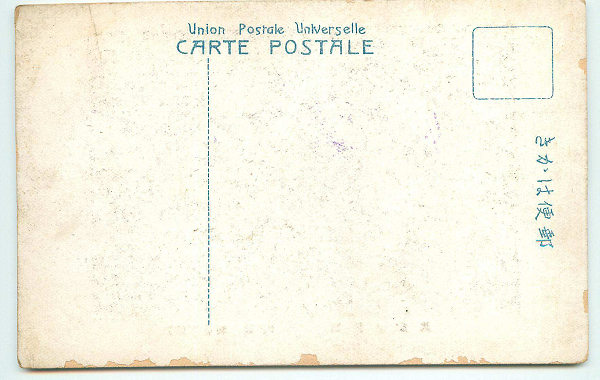 Union Postale Universelle
CARTE POSTALE
郵便はかき